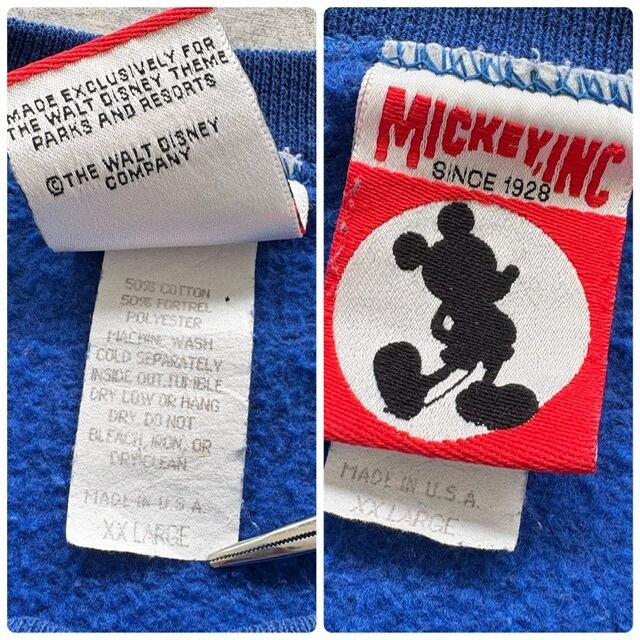 MADE EXCLUSIVELY FOR
THE WALT DISNEY THEME
PARKS AND RESORTS
©THE WALT DISNEY
COMPANY
50% COTTON
50% FORTREL
POLYESTER
MACHINE WASH
COLD SEPARATELY
INSIDE OUT.TUMBLE
DRY LOW OR HANG
DRY. DO NOT
BLEACH, IRON, OR
DRYCLEAN.
MADE IN U.S.A.
XX LARGE
MICKEY, INC
SINCE 1928
MADE IN U.S.A.
XX LARGE